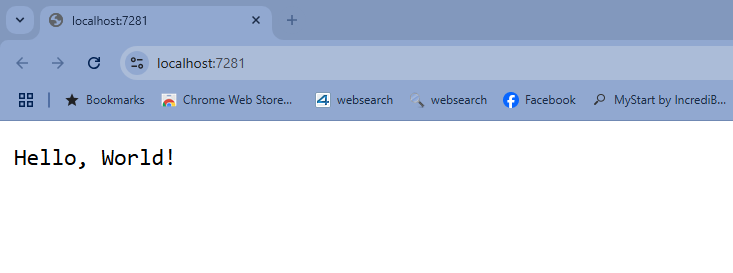 localhost:7281
localhost:7281
Bookmarks Chrome Web Store... websearch websearch Facebook MyStart by IncrediB...
Hello, World!